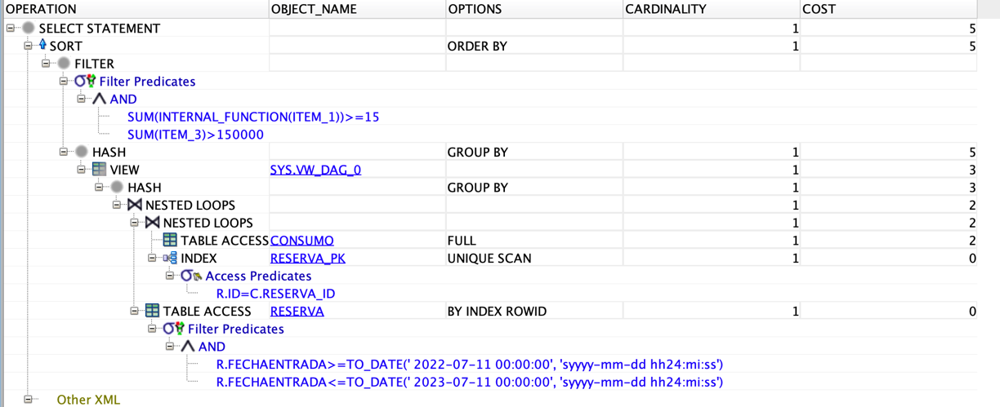 OPERATION OBJECT_NAME OPTIONS CARDINALITY COST
SELECT STATEMENT 1 5
SORT ORDER BY 1 5
FILTER
Filter Predicates
AND
SUM(INTERNAL_FUNCTION(ITEM_1))>=15
SUM(ITEM_3)>150000
HASH GROUP BY 1 5
VIEW SYS.VW_DAG_0 1 3
HASH GROUP BY 1 3
NESTED LOOPS 1 2
NESTED LOOPS 1 2
TABLE ACCESS CONSUMO FULL 1 2
INDEX RESERVA_PK UNIQUE SCAN 1 0
Access Predicates
R.ID=C.RESERVA_ID
TABLE ACCESS RESERVA BY INDEX ROWID 1 0
Filter Predicates
AND
R.FECHAENTRADA>=TO_DATE(' 2022-07-11 00:00:00', 'syyyy-mm-dd hh24:mi:ss')
R.FECHAENTRADA<=TO_DATE(' 2023-07-11 00:00:00', 'syyyy-mm-dd hh24:mi:ss')
Other XML